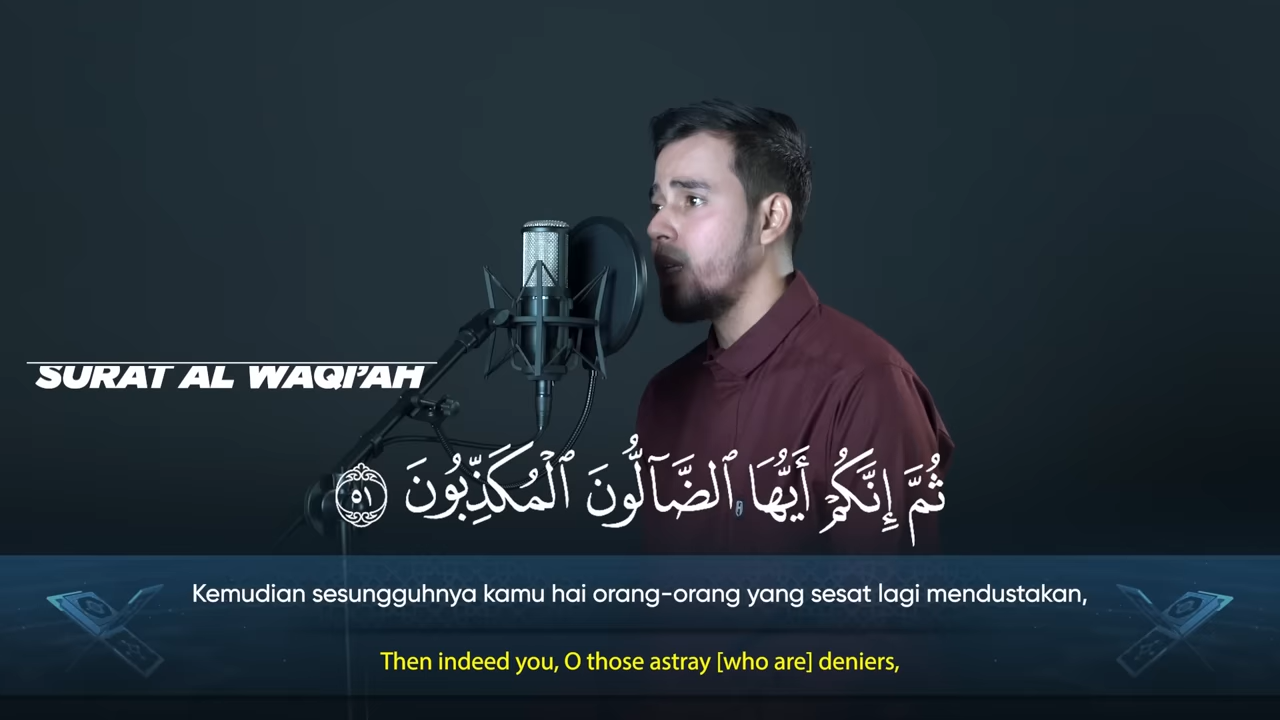 SURAT AL WAQI'AH
ثُمَّ إِنَّكُمْ أَيُّهَا ٱلضَّآلُّونَ ٱلْمُكَذِّبُونَ ٥١
Kemudian sesungguhnya kamu hai orang-orang yang sesat lagi mendustakan,
Then indeed you, O those astray [who are] deniers,